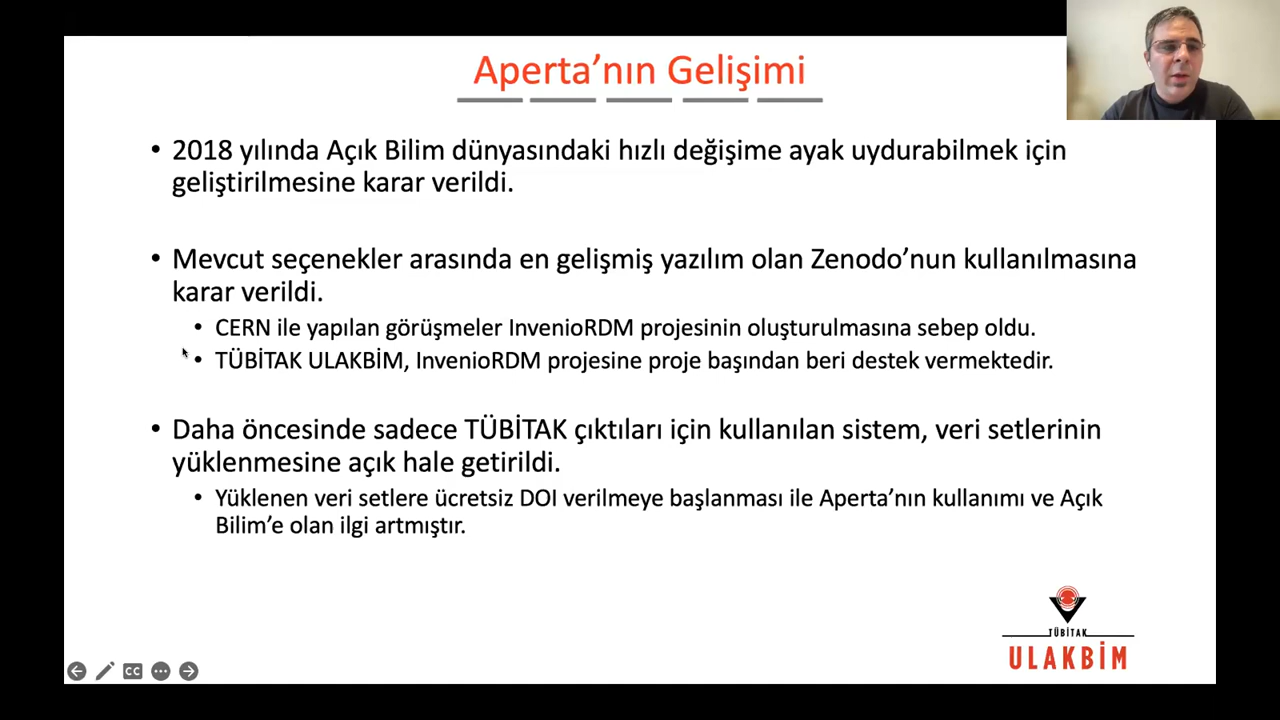 Aperta’nın Gelişimi
• 2018 yılında Açık Bilim dünyasındaki hızlı değişime ayak uydurabilmek için
geliştirilmesine karar verildi.
• Mevcut seçenekler arasında en gelişmiş yazılım olan Zenodo’nun kullanılmasına
karar verildi.
• CERN ile yapılan görüşmeler InvenioRDM projesinin oluşturulmasına sebep oldu.
• TÜBİTAK ULAKBİM, InvenioRDM projesine proje başından beri destek vermektedir.
• Daha öncesinde sadece TÜBİTAK çıktıları için kullanılan sistem, veri setlerinin
yüklenmesine açık hale getirildi.
• Yüklenen veri setlere ücretsiz DOI verilmeye başlanması ile Aperta’nın kullanımı ve Açık
Bilim’e olan ilgi artmıştır.
TÜBİTAK
ULAKBİM
CC